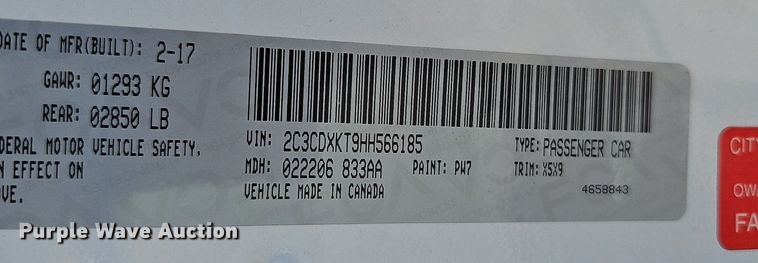 DATE OF MFR(BUILT): 2-17
GAWR: 01293 KG
REAR: 02850 LB
DERAL MOTOR VEHICLE SAFETY,
N EFFECT ON
OVE.
VIN: 2C3CDXKT9HH566185 TYPE: PASSENGER CAR
MDH: 022206 833AA PAINT: PW7 TRIM: X5X9
VEHICLE MADE IN CANADA 4658843
CITY
OW
FA
Purple Wave Auction